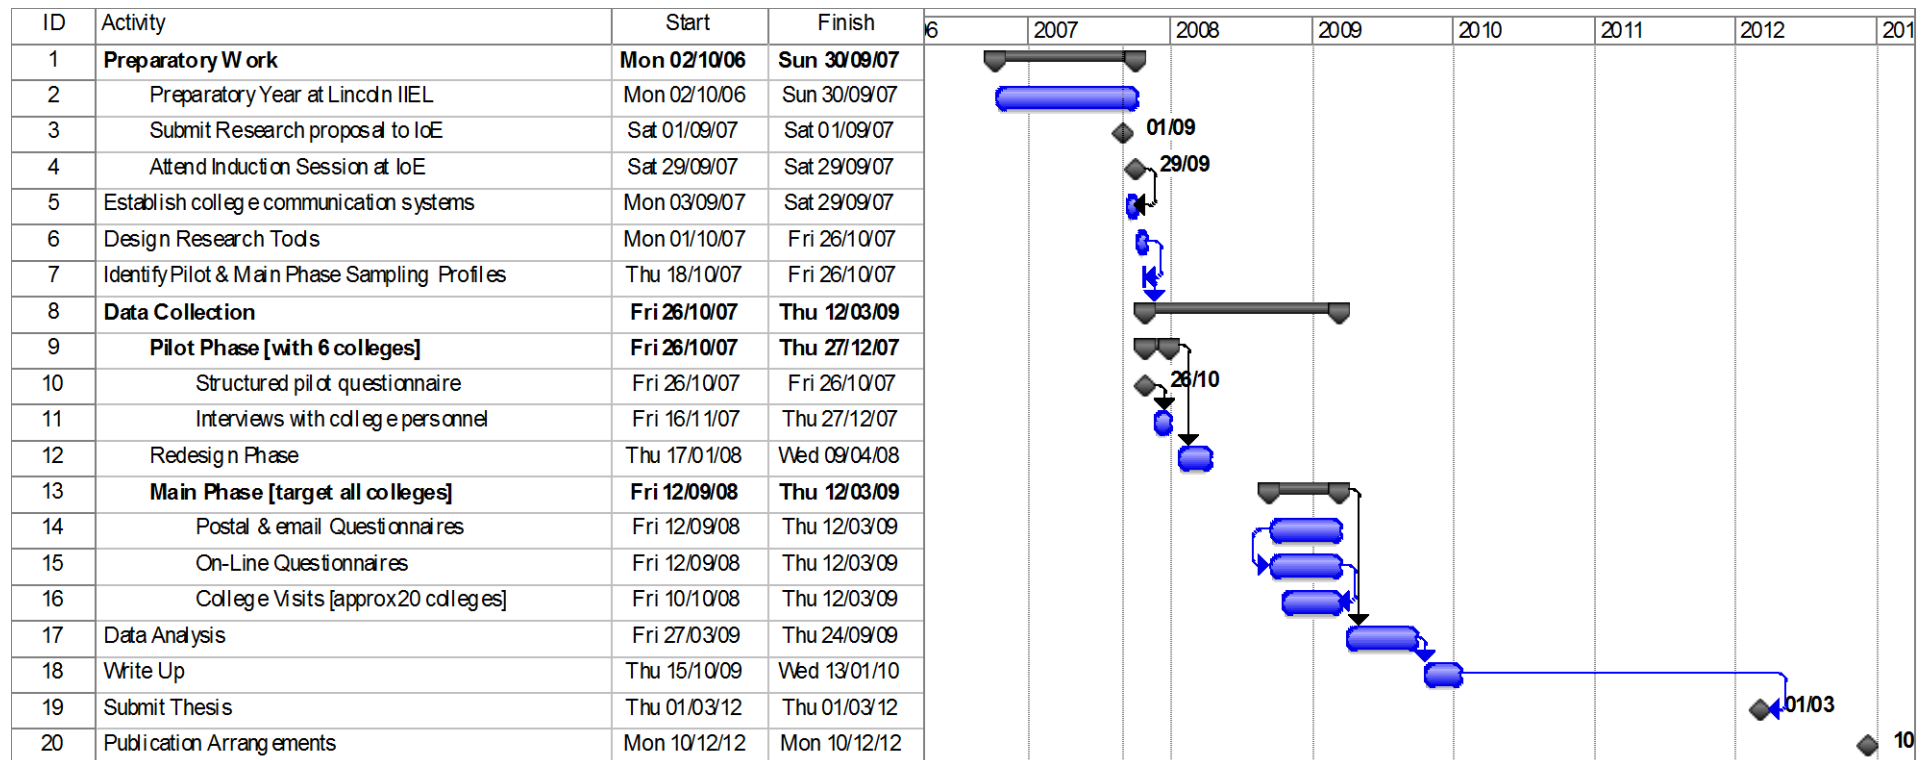 ID Activity Start Finish 6 2007 2008 2009 2010 2011 2012 201
1 Preparatory Work Mon 02/10/06 Sun 30/09/07
2 Preparatory Year at Lincoln IIEL Mon 02/10/06 Sun 30/09/07
3 Submit Research proposal to IoE Sat 01/09/07 Sat 01/09/07 01/09
4 Attend Induction Session at IoE Sat 29/09/07 Sat 29/09/07 29/09
5 Establish college communication systems Mon 03/09/07 Sat 29/09/07
6 Design Research Tools Mon 01/10/07 Fri 26/10/07
7 Identify Pilot & Main Phase Sampling Profiles Thu 18/10/07 Fri 26/10/07
8 Data Collection Fri 26/10/07 Thu 12/03/09
9 Pilot Phase [with 6 colleges] Fri 26/10/07 Thu 27/12/07
10 Structured pilot questionnaire Fri 26/10/07 Fri 26/10/07 26/10
11 Interviews with college personnel Fri 16/11/07 Thu 27/12/07
12 Redesign Phase Thu 17/01/08 Wed 09/04/08
13 Main Phase [target all colleges] Fri 12/09/08 Thu 12/03/09
14 Postal & email Questionnaires Fri 12/09/08 Thu 12/03/09
15 On-Line Questionnaires Fri 12/09/08 Thu 12/03/09
16 College Visits [approx 20 colleges] Fri 10/10/08 Thu 12/03/09
17 Data Analysis Fri 27/03/09 Thu 24/09/09
18 Write Up Thu 15/10/09 Wed 13/01/10
19 Submit Thesis Thu 01/03/12 Thu 01/03/12 01/03
20 Publication Arrangements Mon 10/12/12 Mon 10/12/12 10